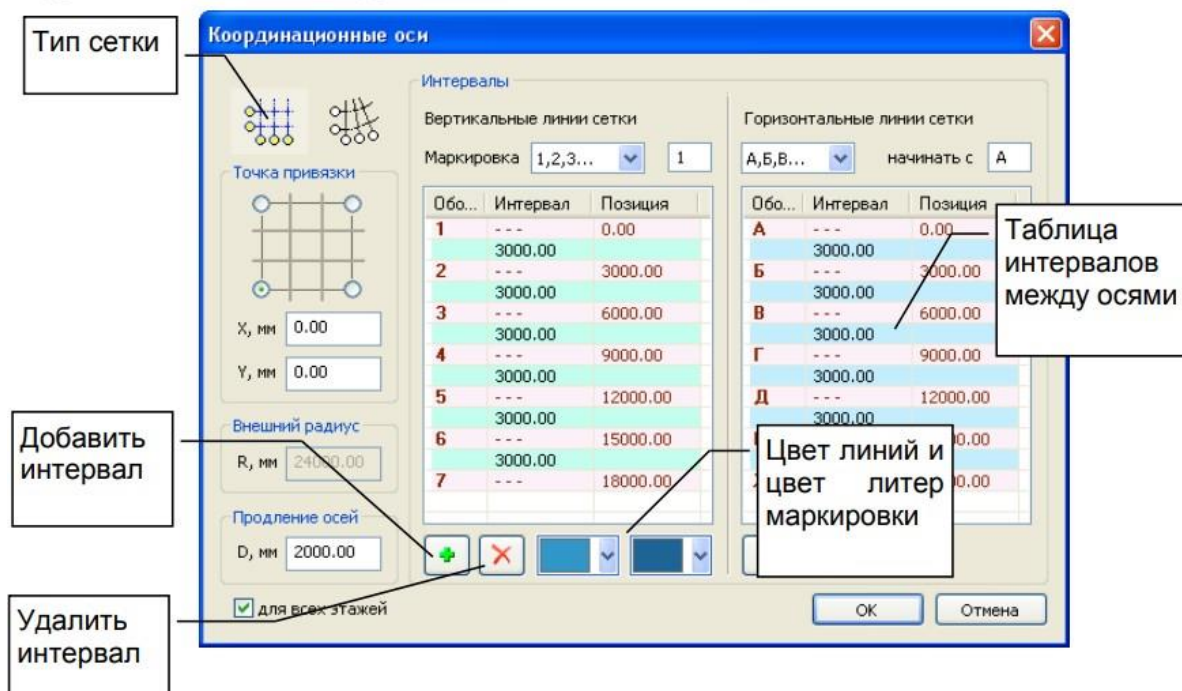 Тип сетки
Координационные оси
Интервалы
Вертикальные линии сетки
Горизонтальные линии сетки
Маркировка 1,2,3... 1
А,Б,В... начинать с А
Точка привязки
Обо... Интервал Позиция
1 --- 0.00
3000.00
2 --- 3000.00
3000.00
3 --- 6000.00
3000.00
4 --- 9000.00
3000.00
5 --- 12000.00
3000.00
6 --- 15000.00
3000.00
7 --- 18000.00
Обо... Интервал Позиция
А --- 0.00
3000.00
Б --- 3000.00
3000.00
В --- 6000.00
3000.00
Г --- 9000.00
3000.00
Д --- 12000.00
3000.00
Таблица
интервалов
между осями
X, мм 0.00
Y, мм 0.00
Добавить
интервал
Внешний радиус
R, мм 24000.00
Цвет линий и
цвет литер
маркировки
Продление осей
D, мм 2000.00
Удалить
интервал
для всех этажей
OK
Отмена